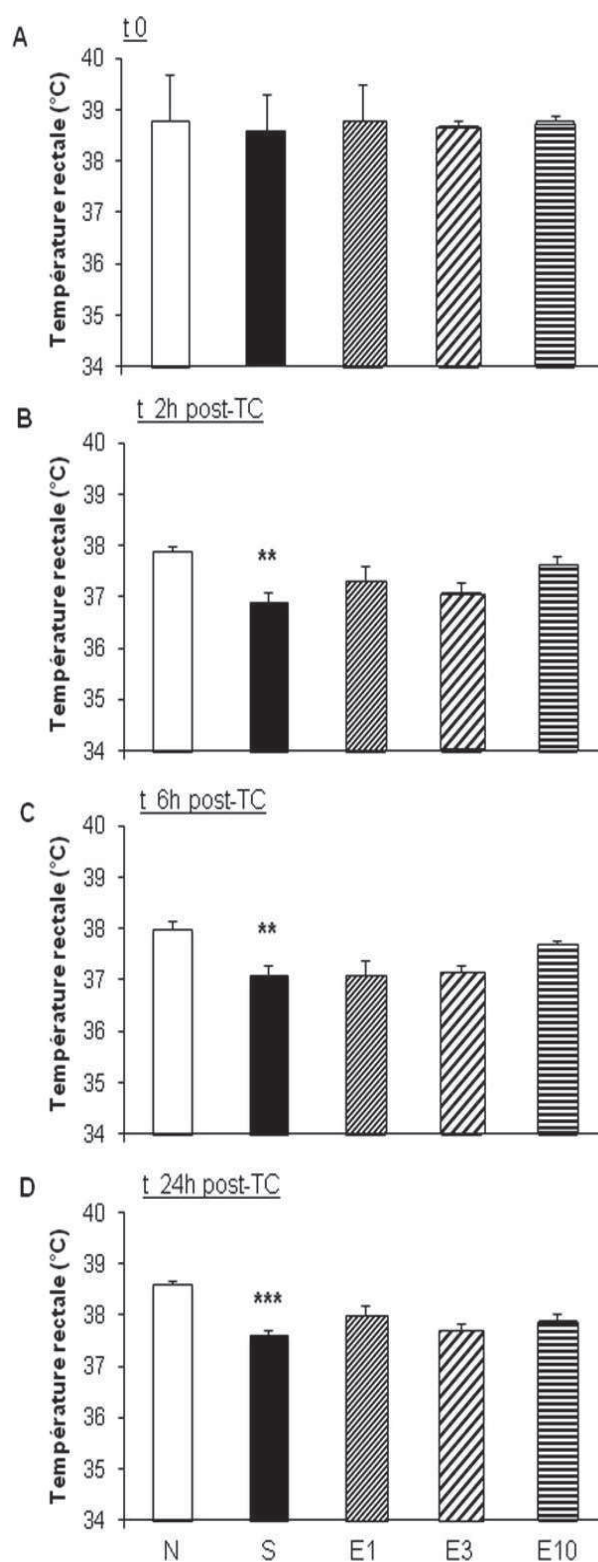 A
t 0
Température rectale (°C)
40
39
38
37
36
35
34
B
t 2h post-TC
Température rectale (°C)
40
39
38
37
36
35
34
**
C
t 6h post-TC
Température rectale (°C)
40
39
38
37
36
35
34
**
D
t 24h post-TC
Température rectale (°C)
40
39
38
37
36
35
34
***
N S E1 E3 E10